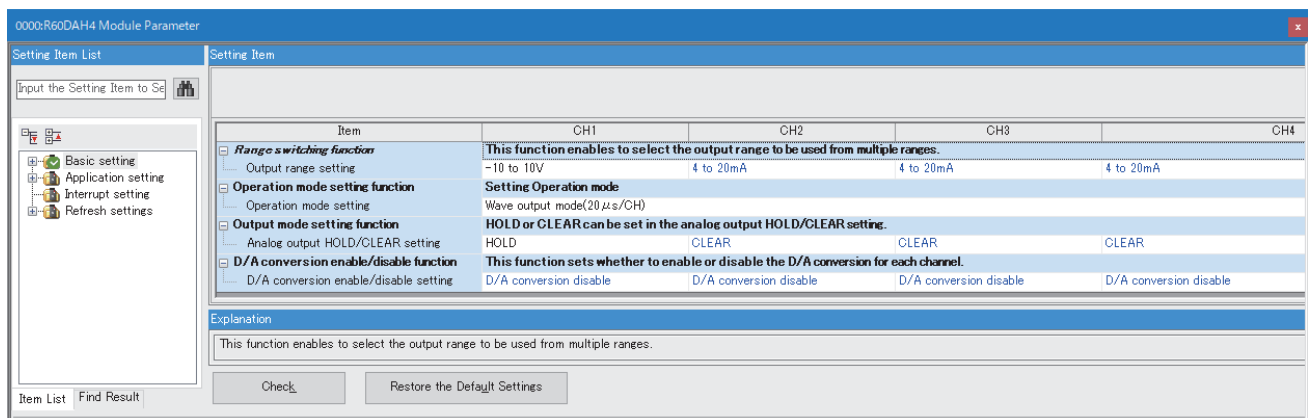 0000:R60DAH4 Module Parameter
Setting Item List
Setting Item
Input the Setting Item to Se
Item CH1 CH2 CH3 CH4
Basic setting
Application setting
Interrupt setting
Refresh settings
Range switching function This function enables to select the output range to be used from multiple ranges.
Output range setting -10 to 10V 4 to 20mA 4 to 20mA 4 to 20mA
Operation mode setting function Setting Operation mode
Operation mode setting Wave output mode(20μs/CH)
Output mode setting function HOLD or CLEAR can be set in the analog output HOLD/CLEAR setting.
Analog output HOLD/CLEAR setting HOLD CLEAR CLEAR CLEAR
D/A conversion enable/disable function This function sets whether to enable or disable the D/A conversion for each channel.
D/A conversion enable/disable setting D/A conversion disable D/A conversion disable D/A conversion disable D/A conversion disable
Explanation
This function enables to select the output range to be used from multiple ranges.
Check Restore the Default Settings
Item List Find Result